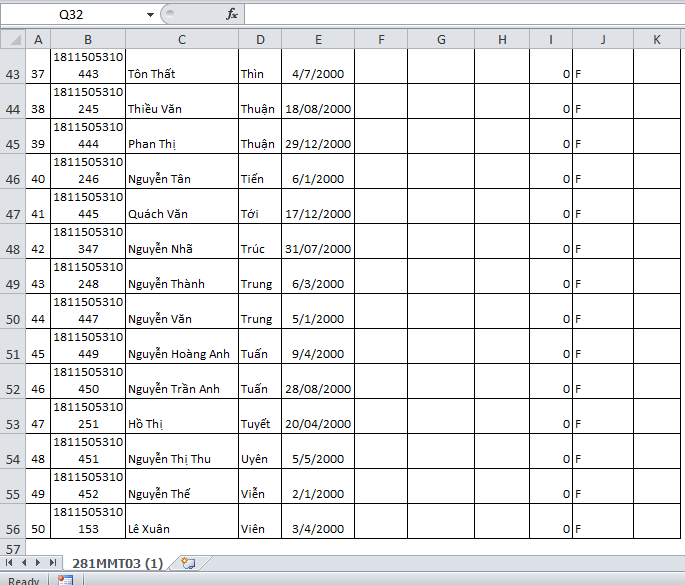 Q32 fx
A B C D E F G H I J K
43 37 1811505310443 Tôn Thất Thìn 4/7/2000 0 F
44 38 1811505310245 Thiều Văn Thuận 18/08/2000 0 F
45 39 1811505310444 Phan Thị Thuận 29/12/2000 0 F
46 40 1811505310246 Nguyễn Tân Tiến 6/1/2000 0 F
47 41 1811505310445 Quách Văn Tới 17/12/2000 0 F
48 42 1811505310347 Nguyễn Nhã Trúc 31/07/2000 0 F
49 43 1811505310248 Nguyễn Thành Trung 6/3/2000 0 F
50 44 1811505310447 Nguyễn Văn Trung 5/1/2000 0 F
51 45 1811505310449 Nguyễn Hoàng Anh Tuấn 9/4/2000 0 F
52 46 1811505310450 Nguyễn Trần Anh Tuấn 28/08/2000 0 F
53 47 1811505310251 Hồ Thị Tuyết 20/04/2000 0 F
54 48 1811505310451 Nguyễn Thị Thu Uyên 5/5/2000 0 F
55 49 1811505310452 Nguyễn Thế Viễn 2/1/2000 0 F
56 50 1811505310153 Lê Xuân Viên 3/4/2000 0 F
57
281MMT03 (1)
Ready